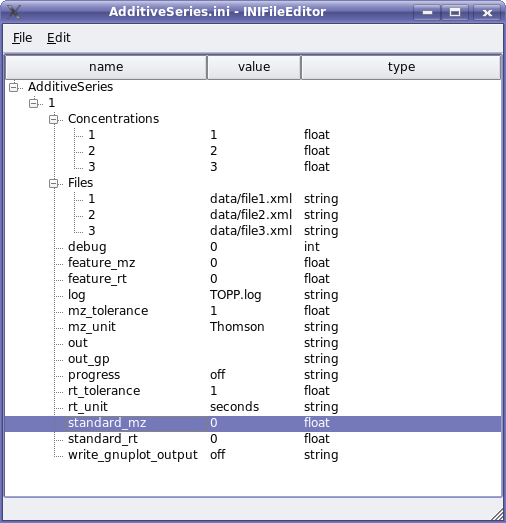 AdditiveSeries.ini - INIFileEditor
File Edit
name value type
AdditiveSeries
1
Concentrations
1 1 float
2 2 float
3 3 float
Files
1 data/file1.xml string
2 data/file2.xml string
3 data/file3.xml string
debug 0 int
feature_mz 0 float
feature_rt 0 float
log TOPP.log string
mz_tolerance 1 float
mz_unit Thomson string
out string
out_gp string
progress off string
rt_tolerance 1 float
rt_unit seconds string
standard_mz 0 float
standard_rt 0 float
write_gnuplot_output off string